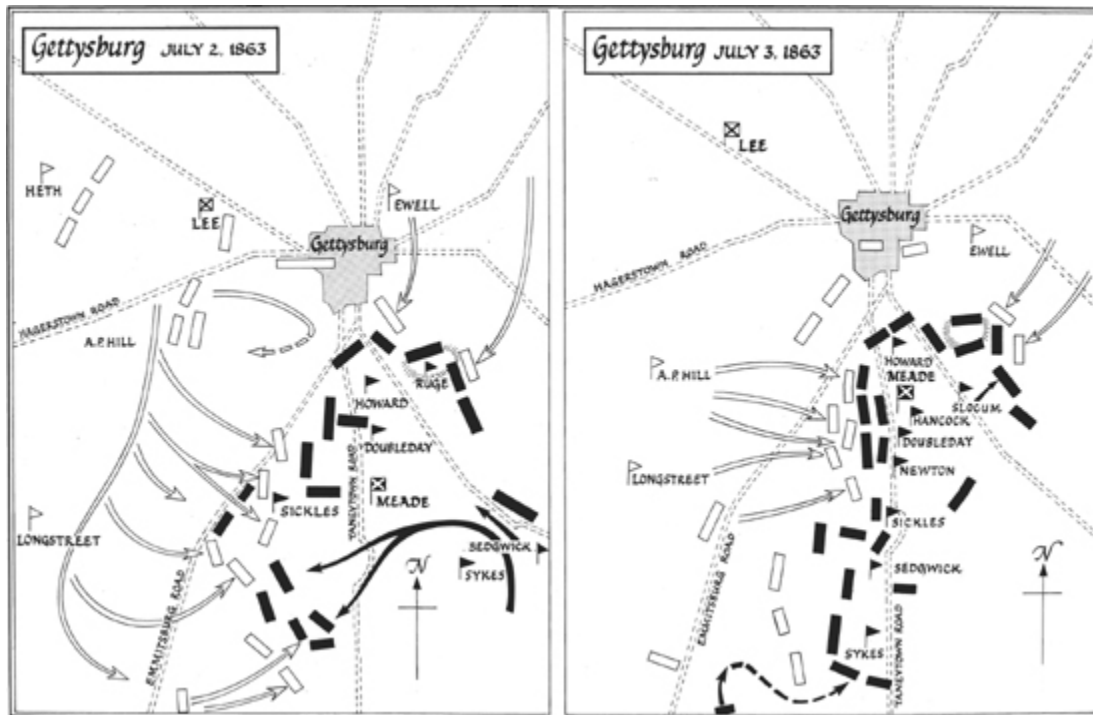 Gettysburg JULY 2, 1863
HETH
LEE
EWELL
Gettysburg
HAGERSTOWN ROAD
A.P. HILL
RUGE
HOWARD
DOUBLEDAY
TANEYTOWN ROAD
MEADE
SICKLES
LONGSTREET
SEDGWICK
SYKES
EMMITSBURG ROAD
N
Gettysburg JULY 3, 1863
LEE
Gettysburg
EWELL
HAGERSTOWN ROAD
HOWARD
A.P. HILL
MEADE
SLOCUM
HANCOCK
DOUBLEDAY
LONGSTREET
NEWTON
SICKLES
EMMITSBURG ROAD
SEDGWICK
N
SYKES
TANEYTOWN ROAD